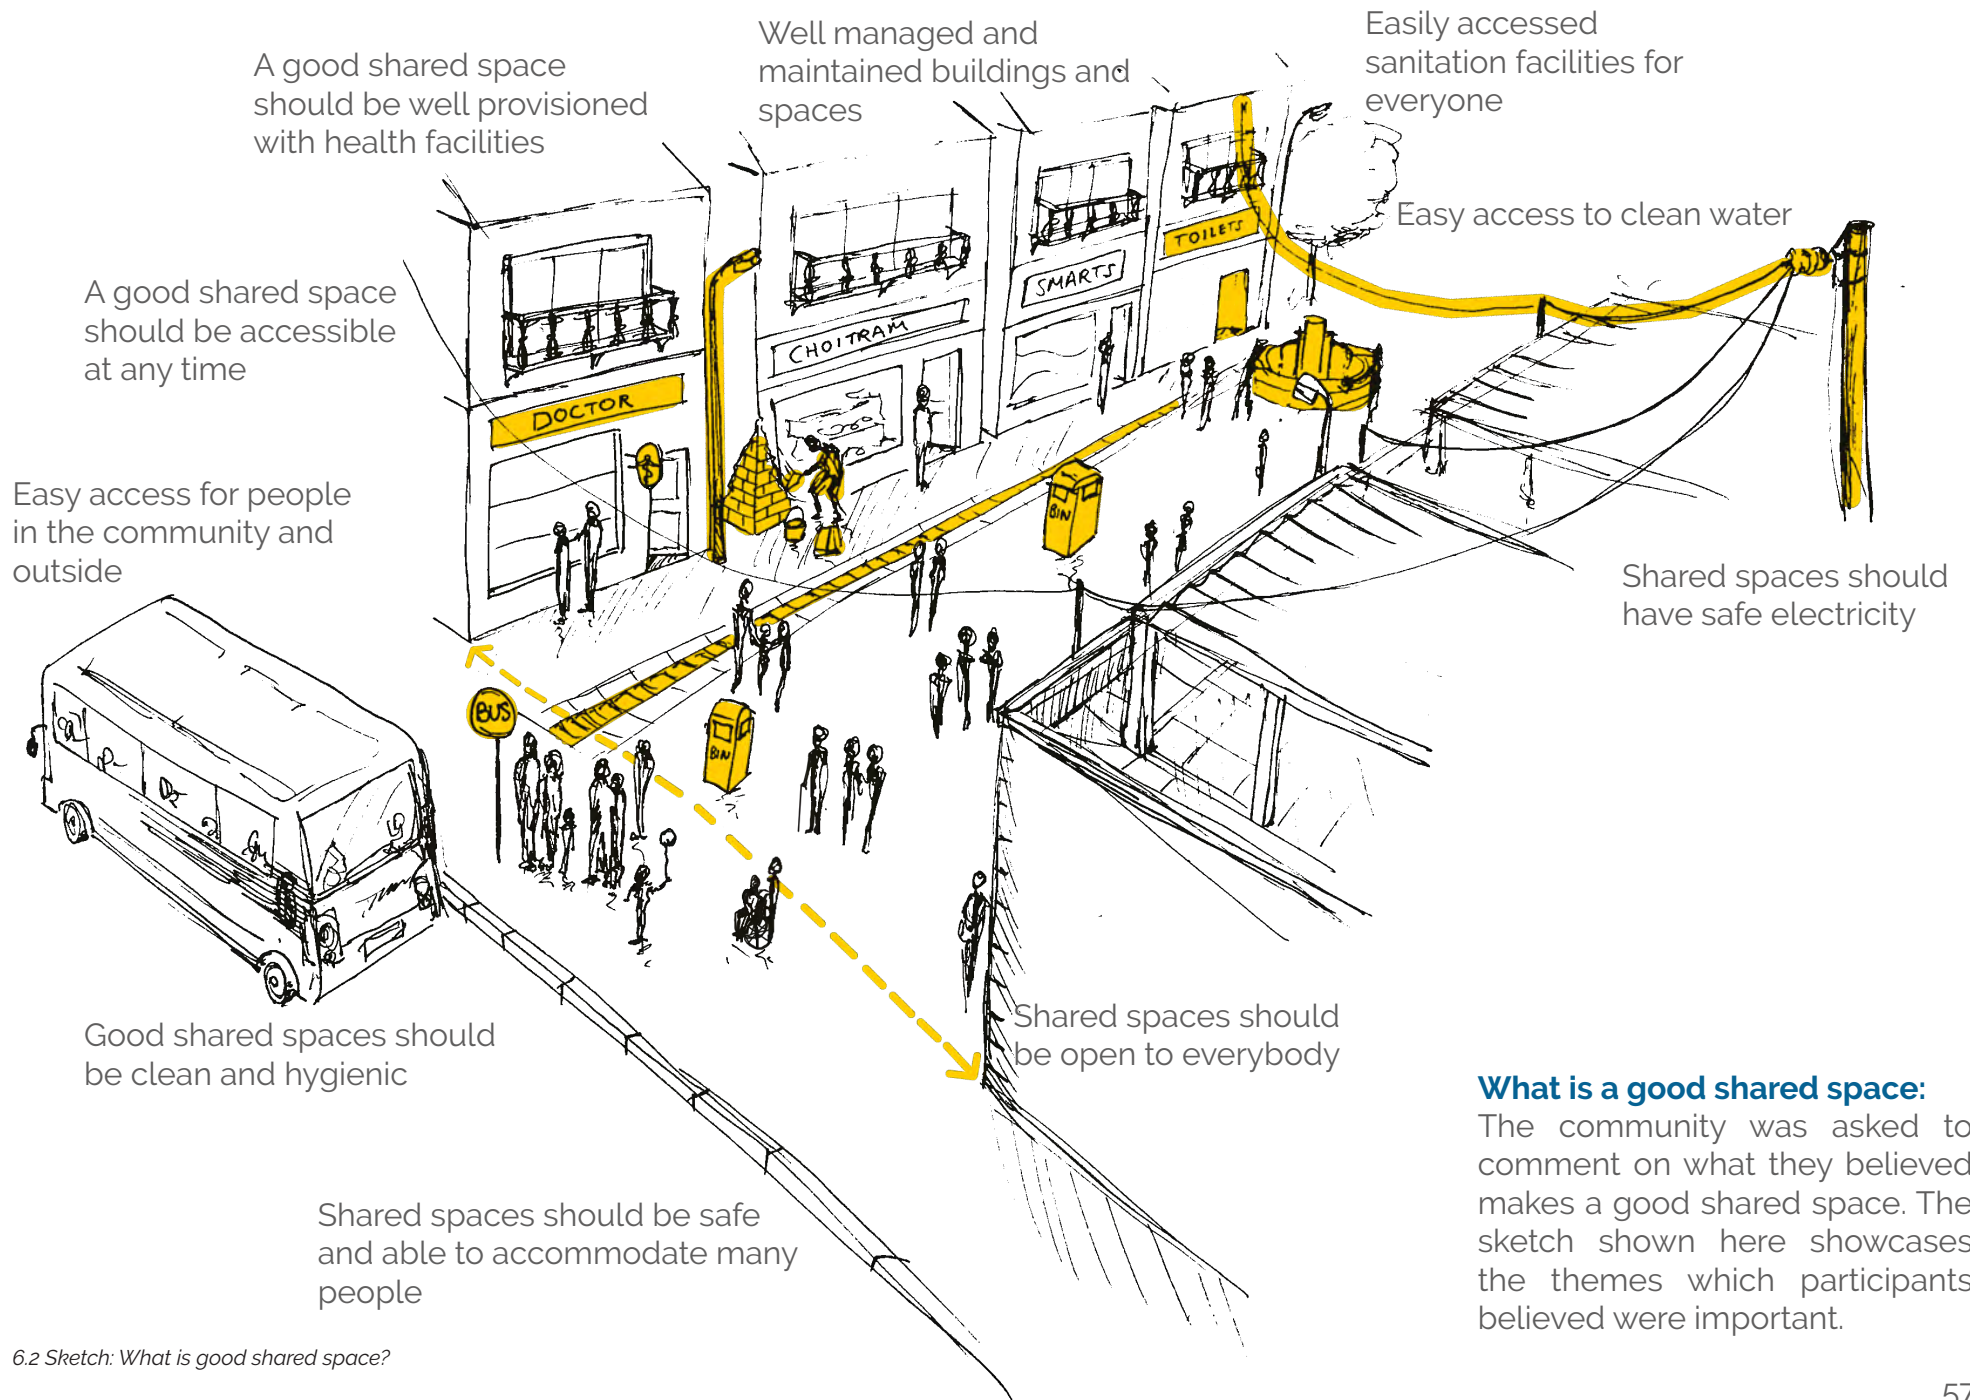 A good shared space
should be well provisioned
with health facilities
Well managed and
maintained buildings and
spaces
Easily accessed
sanitation facilities for
everyone
Easy access to clean water
A good shared space
should be accessible
at any time
Easy access for people
in the community and
outside
Shared spaces should
have safe electricity
DOCTOR
CHOITRAM
SMARTS
TOILETS
BIN
BUS
BIN
Good shared spaces should
be clean and hygienic
Shared spaces should
be open to everybody
Shared spaces should be safe
and able to accommodate many
people
What is a good shared space:
The community was asked to
comment on what they believed
makes a good shared space. The
sketch shown here showcases
the themes which participants
believed were important.
6.2 Sketch: What is good shared space?
57